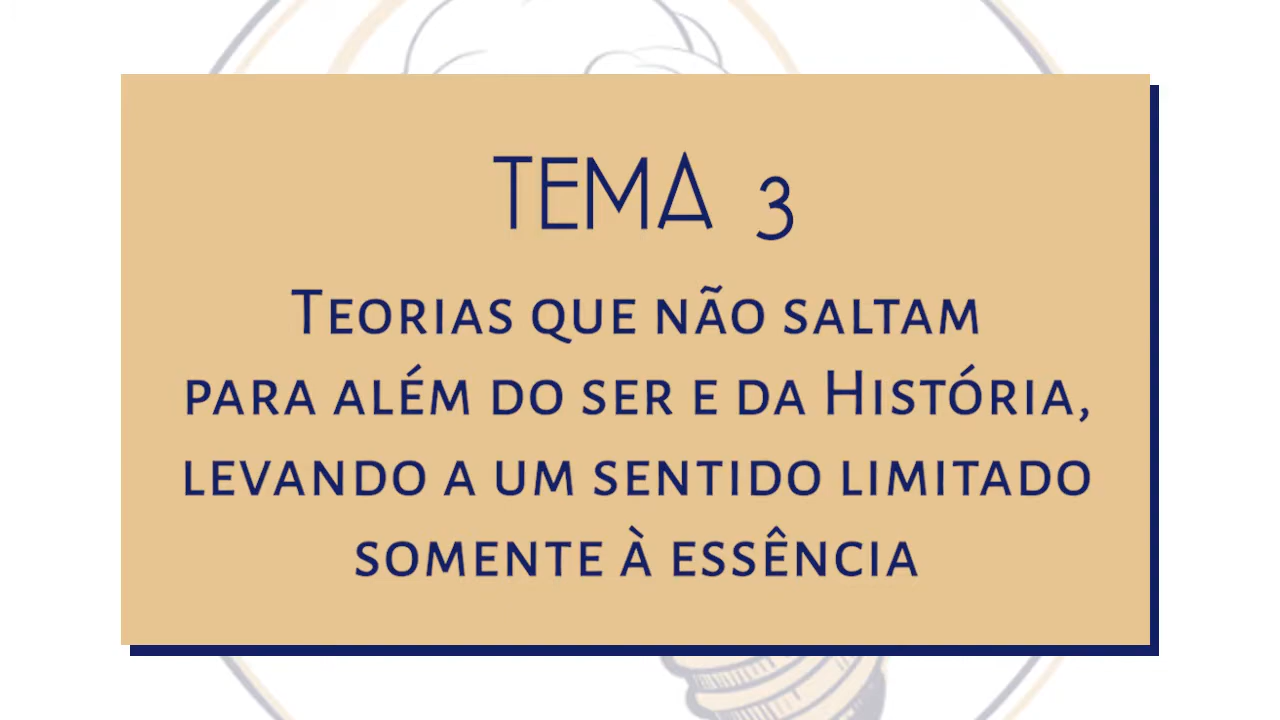 TEMA 3
Teorias que não saltam
para além do ser e da História,
levando a um sentido limitado
somente à essência